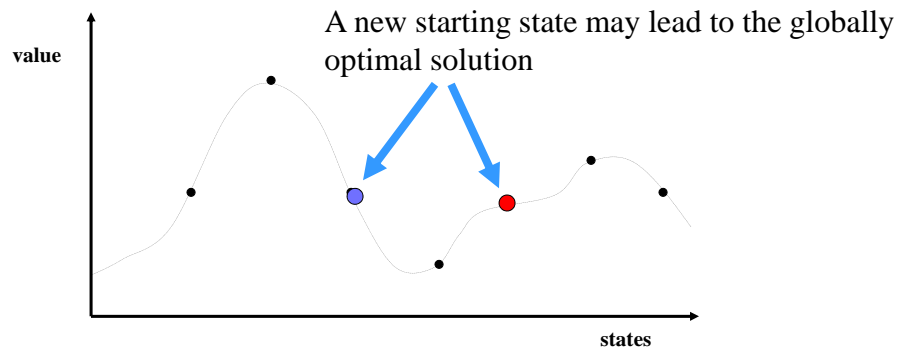 A new starting state may lead to the globally
optimal solution
value
states